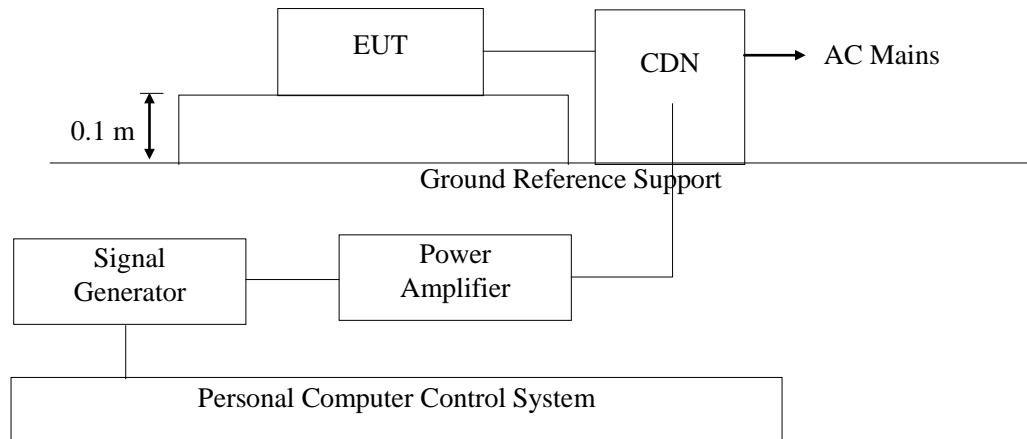 EUT
CDN
AC Mains
0.1 m
Ground Reference Support
Signal
Generator
Power
Amplifier
Personal Computer Control System